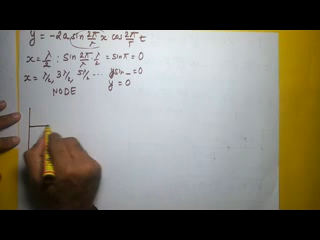 y = -2a sin 2π/λ x cos 2π/T t
x = λ/2 : sin 2π/λ · λ/2 = sin π = 0
x = λ/2, 3λ/2, 5λ/2 ... y sin _ = 0
y = 0
NODE